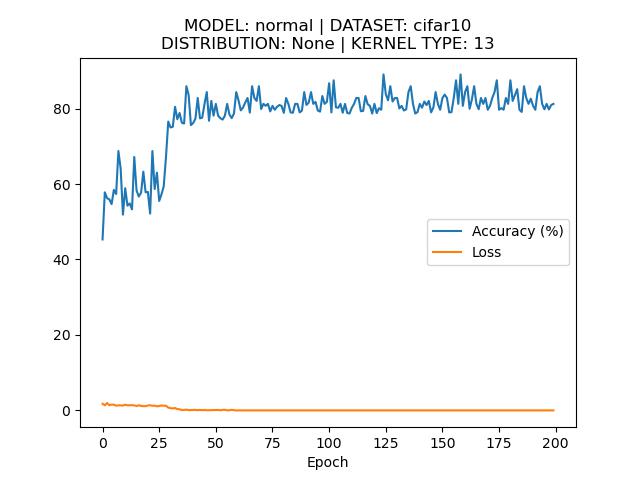 MODEL: normal | DATASET: cifar10
DISTRIBUTION: None | KERNEL TYPE: 13
80
60
40
20
0
Accuracy (%)
Loss
0
25
50
75
100
125
150
175
200
Epoch